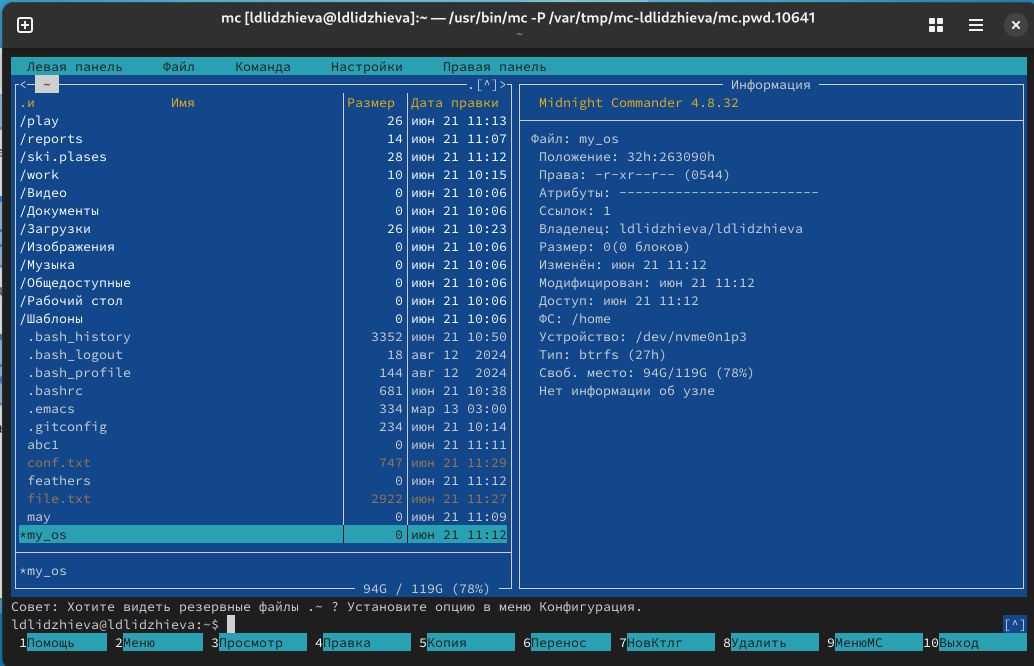 mc [ldlidzhieva@ldlidzhieva]:~ — /usr/bin/mc -P /var/tmp/mc-ldlidzhieva/mc.pwd.10641
~
Левая панель Файл Команда Настройки Правая панель
<─ ~ ─.[^]>
.и Имя Размер Дата правки
/play 26 июн 21 11:13
/reports 14 июн 21 11:07
/ski.plases 28 июн 21 11:12
/work 10 июн 21 10:15
/Видео 0 июн 21 10:06
/Документы 0 июн 21 10:06
/Загрузки 26 июн 21 10:23
/Изображения 0 июн 21 10:06
/Музыка 0 июн 21 10:06
/Общедоступные 0 июн 21 10:06
/Рабочий стол 0 июн 21 10:06
/Шаблоны 0 июн 21 10:06
.bash_history 3352 июн 21 10:50
.bash_logout 18 авг 12 2024
.bash_profile 144 авг 12 2024
.bashrc 681 июн 21 10:38
.emacs 334 мар 13 03:00
.gitconfig 234 июн 21 10:14
abc1 0 июн 21 11:11
conf.txt 747 июн 21 11:29
feathers 0 июн 21 11:12
file.txt 2922 июн 21 11:27
may 0 июн 21 11:09
*my_os 0 июн 21 11:12
*my_os
94G / 119G (78%)
Информация
Midnight Commander 4.8.32
Файл: my_os
Положение: 32h:263090h
Права: -r-xr--r-- (0544)
Атрибуты: -------------------------
Ссылок: 1
Владелец: ldlidzhieva/ldlidzhieva
Размер: 0(0 блоков)
Изменён: июн 21 11:12
Модифицирован: июн 21 11:12
Доступ: июн 21 11:12
ФС: /home
Устройство: /dev/nvme0n1p3
Тип: btrfs (27h)
Своб. место: 94G/119G (78%)
Нет информации об узле
Совет: Хотите видеть резервные файлы .~ ? Установите опцию в меню Конфигурация.
ldlidzhieva@ldlidzhieva:~$ [^]
1Помощь 2Меню 3Просмотр 4Правка 5Копия 6Перенос 7НовКтлг 8Удалить 9МенюMC 10Выход